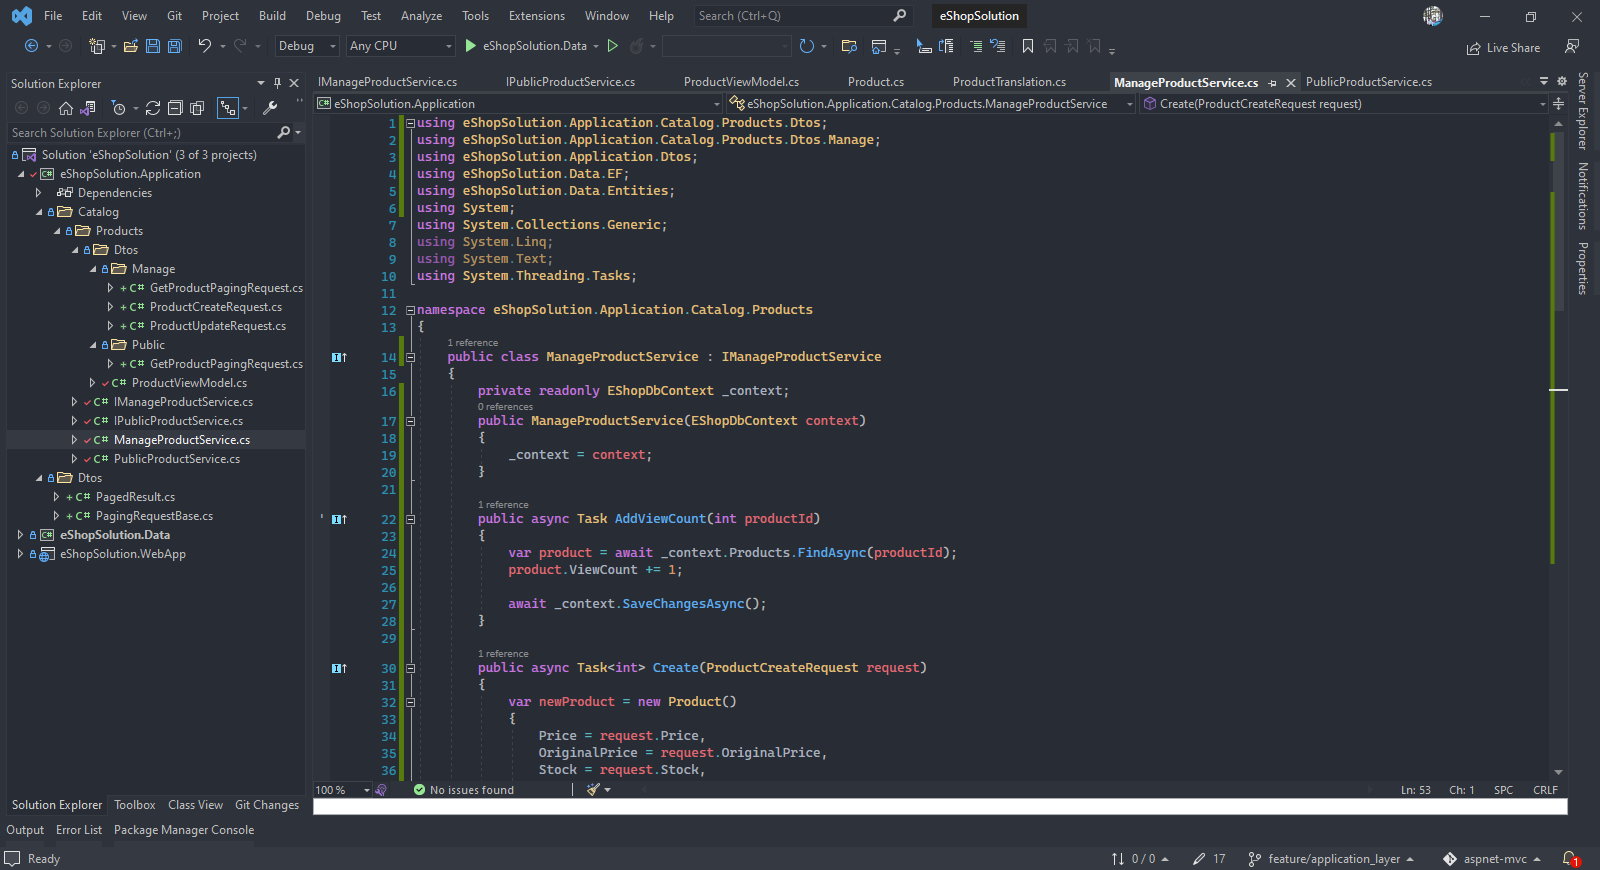 File Edit View Git Project Build Debug Test Analyze Tools Extensions Window Help Search (Ctrl+Q) eShopSolution
Debug Any CPU eShopSolution.Data Live Share
Solution Explorer
Search Solution Explorer (Ctrl+;)
Solution 'eShopSolution' (3 of 3 projects)
eShopSolution.Application
Dependencies
Catalog
Products
Dtos
Manage
GetProductPagingRequest.cs
ProductCreateRequest.cs
ProductUpdateRequest.cs
Public
GetProductPagingRequest.cs
ProductViewModel.cs
IManageProductService.cs
IPublicProductService.cs
ManageProductService.cs
PublicProductService.cs
Dtos
PagedResult.cs
PagingRequestBase.cs
eShopSolution.Data
eShopSolution.WebApp
Solution Explorer Toolbox Class View Git Changes
IManageProductService.cs IPublicProductService.cs ProductViewModel.cs Product.cs ProductTranslation.cs ManageProductService.cs PublicProductService.cs
eShopSolution.Application eShopSolution.Application.Catalog.Products.ManageProductService Create(ProductCreateRequest request)
1 using eShopSolution.Application.Catalog.Products.Dtos;
2 using eShopSolution.Application.Catalog.Products.Dtos.Manage;
3 using eShopSolution.Application.Dtos;
4 using eShopSolution.Data.EF;
5 using eShopSolution.Data.Entities;
6 using System;
7 using System.Collections.Generic;
8 using System.Linq;
9 using System.Text;
10 using System.Threading.Tasks;
11
12 namespace eShopSolution.Application.Catalog.Products
13 {
1 reference
14 public class ManageProductService : IManageProductService
15 {
16 private readonly EShopDbContext _context;
0 references
17 public ManageProductService(EShopDbContext context)
18 {
19 _context = context;
20 }
21
1 reference
22 public async Task AddViewCount(int productId)
23 {
24 var product = await _context.Products.FindAsync(productId);
25 product.ViewCount += 1;
26
27 await _context.SaveChangesAsync();
28 }
29
1 reference
30 public async Task<int> Create(ProductCreateRequest request)
31 {
32 var newProduct = new Product()
33 {
34 Price = request.Price,
35 OriginalPrice = request.OriginalPrice,
36 Stock = request.Stock,
100 % No issues found Ln: 53 Ch: 1 SPC CRLF
Server Explorer
Notifications
Properties
Output Error List Package Manager Console
Ready 0 / 0 17 feature/application_layer aspnet-mvc 1